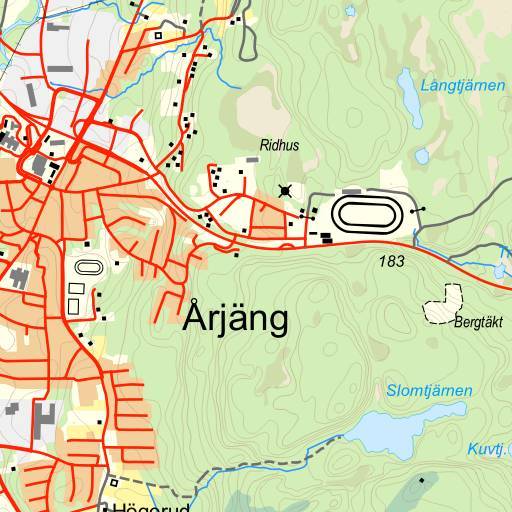 Långtjärnen
Ridhus
183
Årjäng
Bergtäkt
Slomtjärnen
Kuvtj.
Högerud